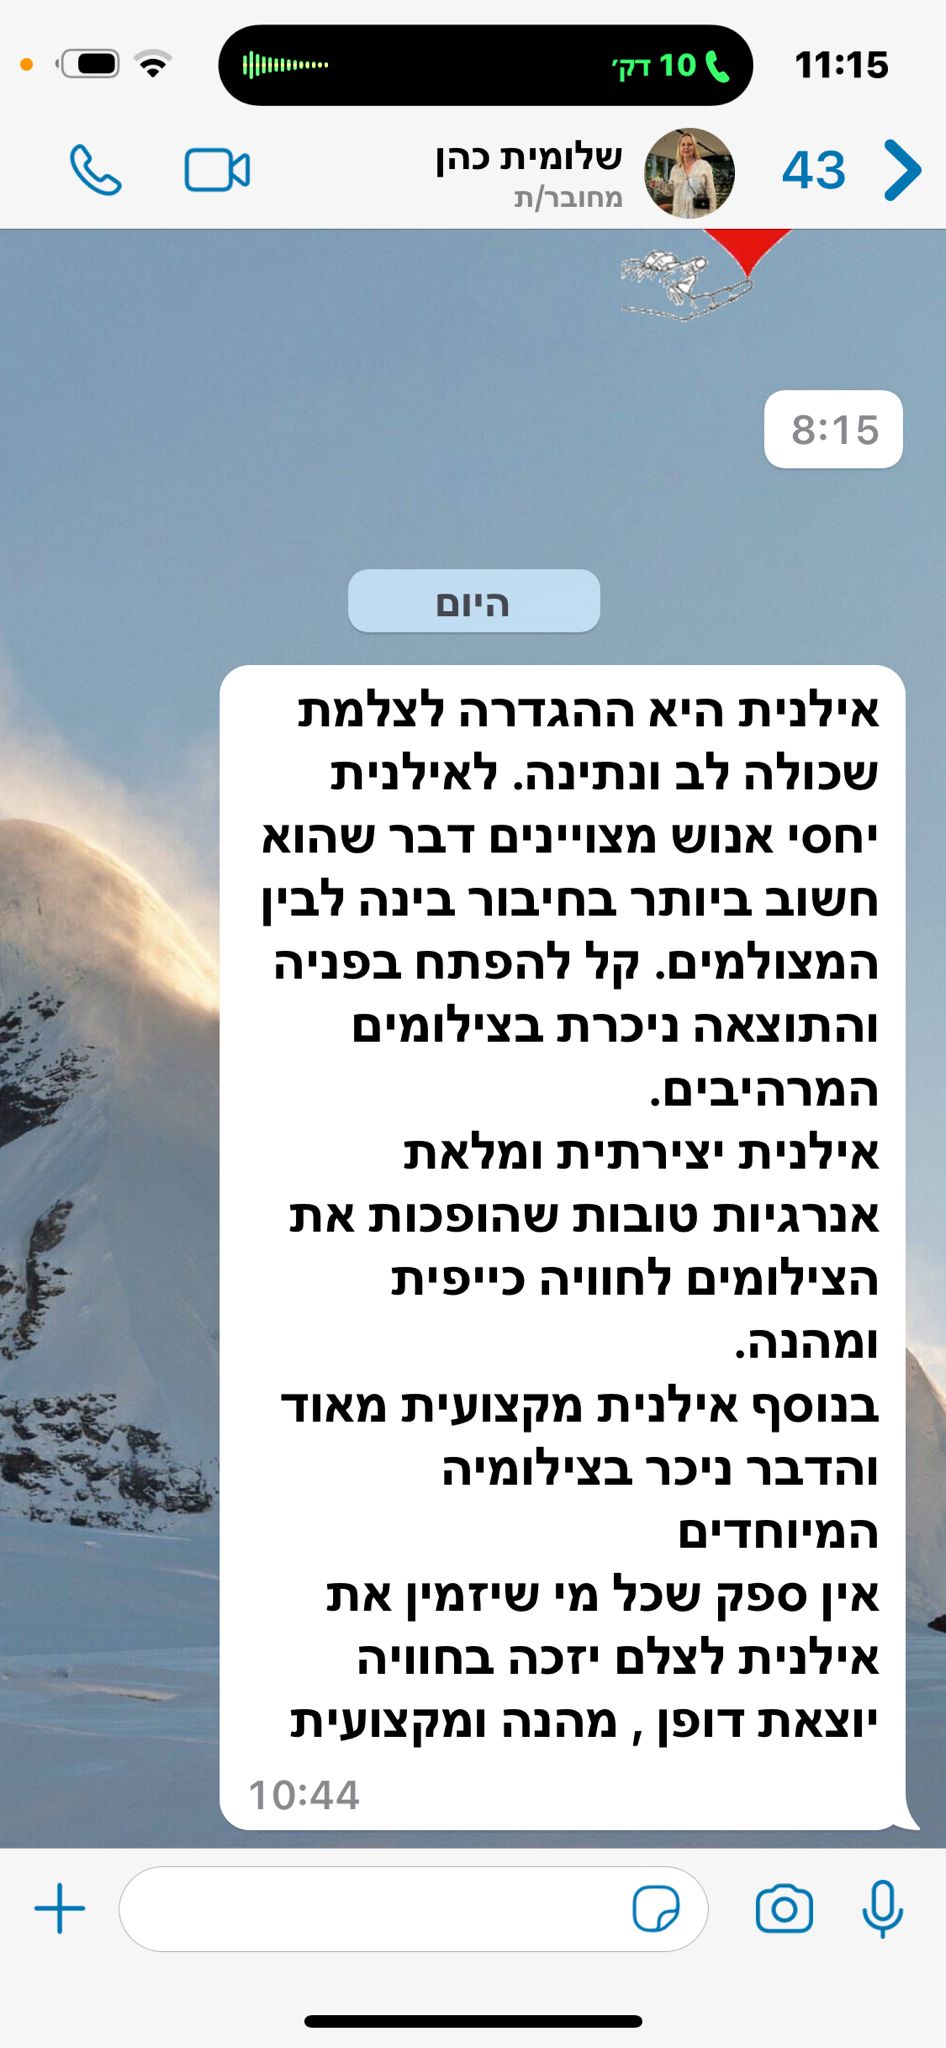 11:15
10 דק׳
43
שלומית כהן
מחובר/ת
8:15
היום
אילנית היא ההגדרה לצלמת
שכולה לב ונתינה. לאילנית
יחסי אנוש מצויינים דבר שהוא
חשוב ביותר בחיבור בינה לבין
המצולמים. קל להפתח בפניה
והתוצאה ניכרת בצילומים
המרהיבים.
אילנית יצירתית ומלאת
אנרגיות טובות שהופכות את
הצילומים לחוויה כייפית
ומהנה.
בנוסף אילנית מקצועית מאוד
והדבר ניכר בצילומיה
המיוחדים
אין ספק שכל מי שיזמין את
אילנית לצלם יזכה בחוויה
יוצאת דופן , מהנה ומקצועית
10:44